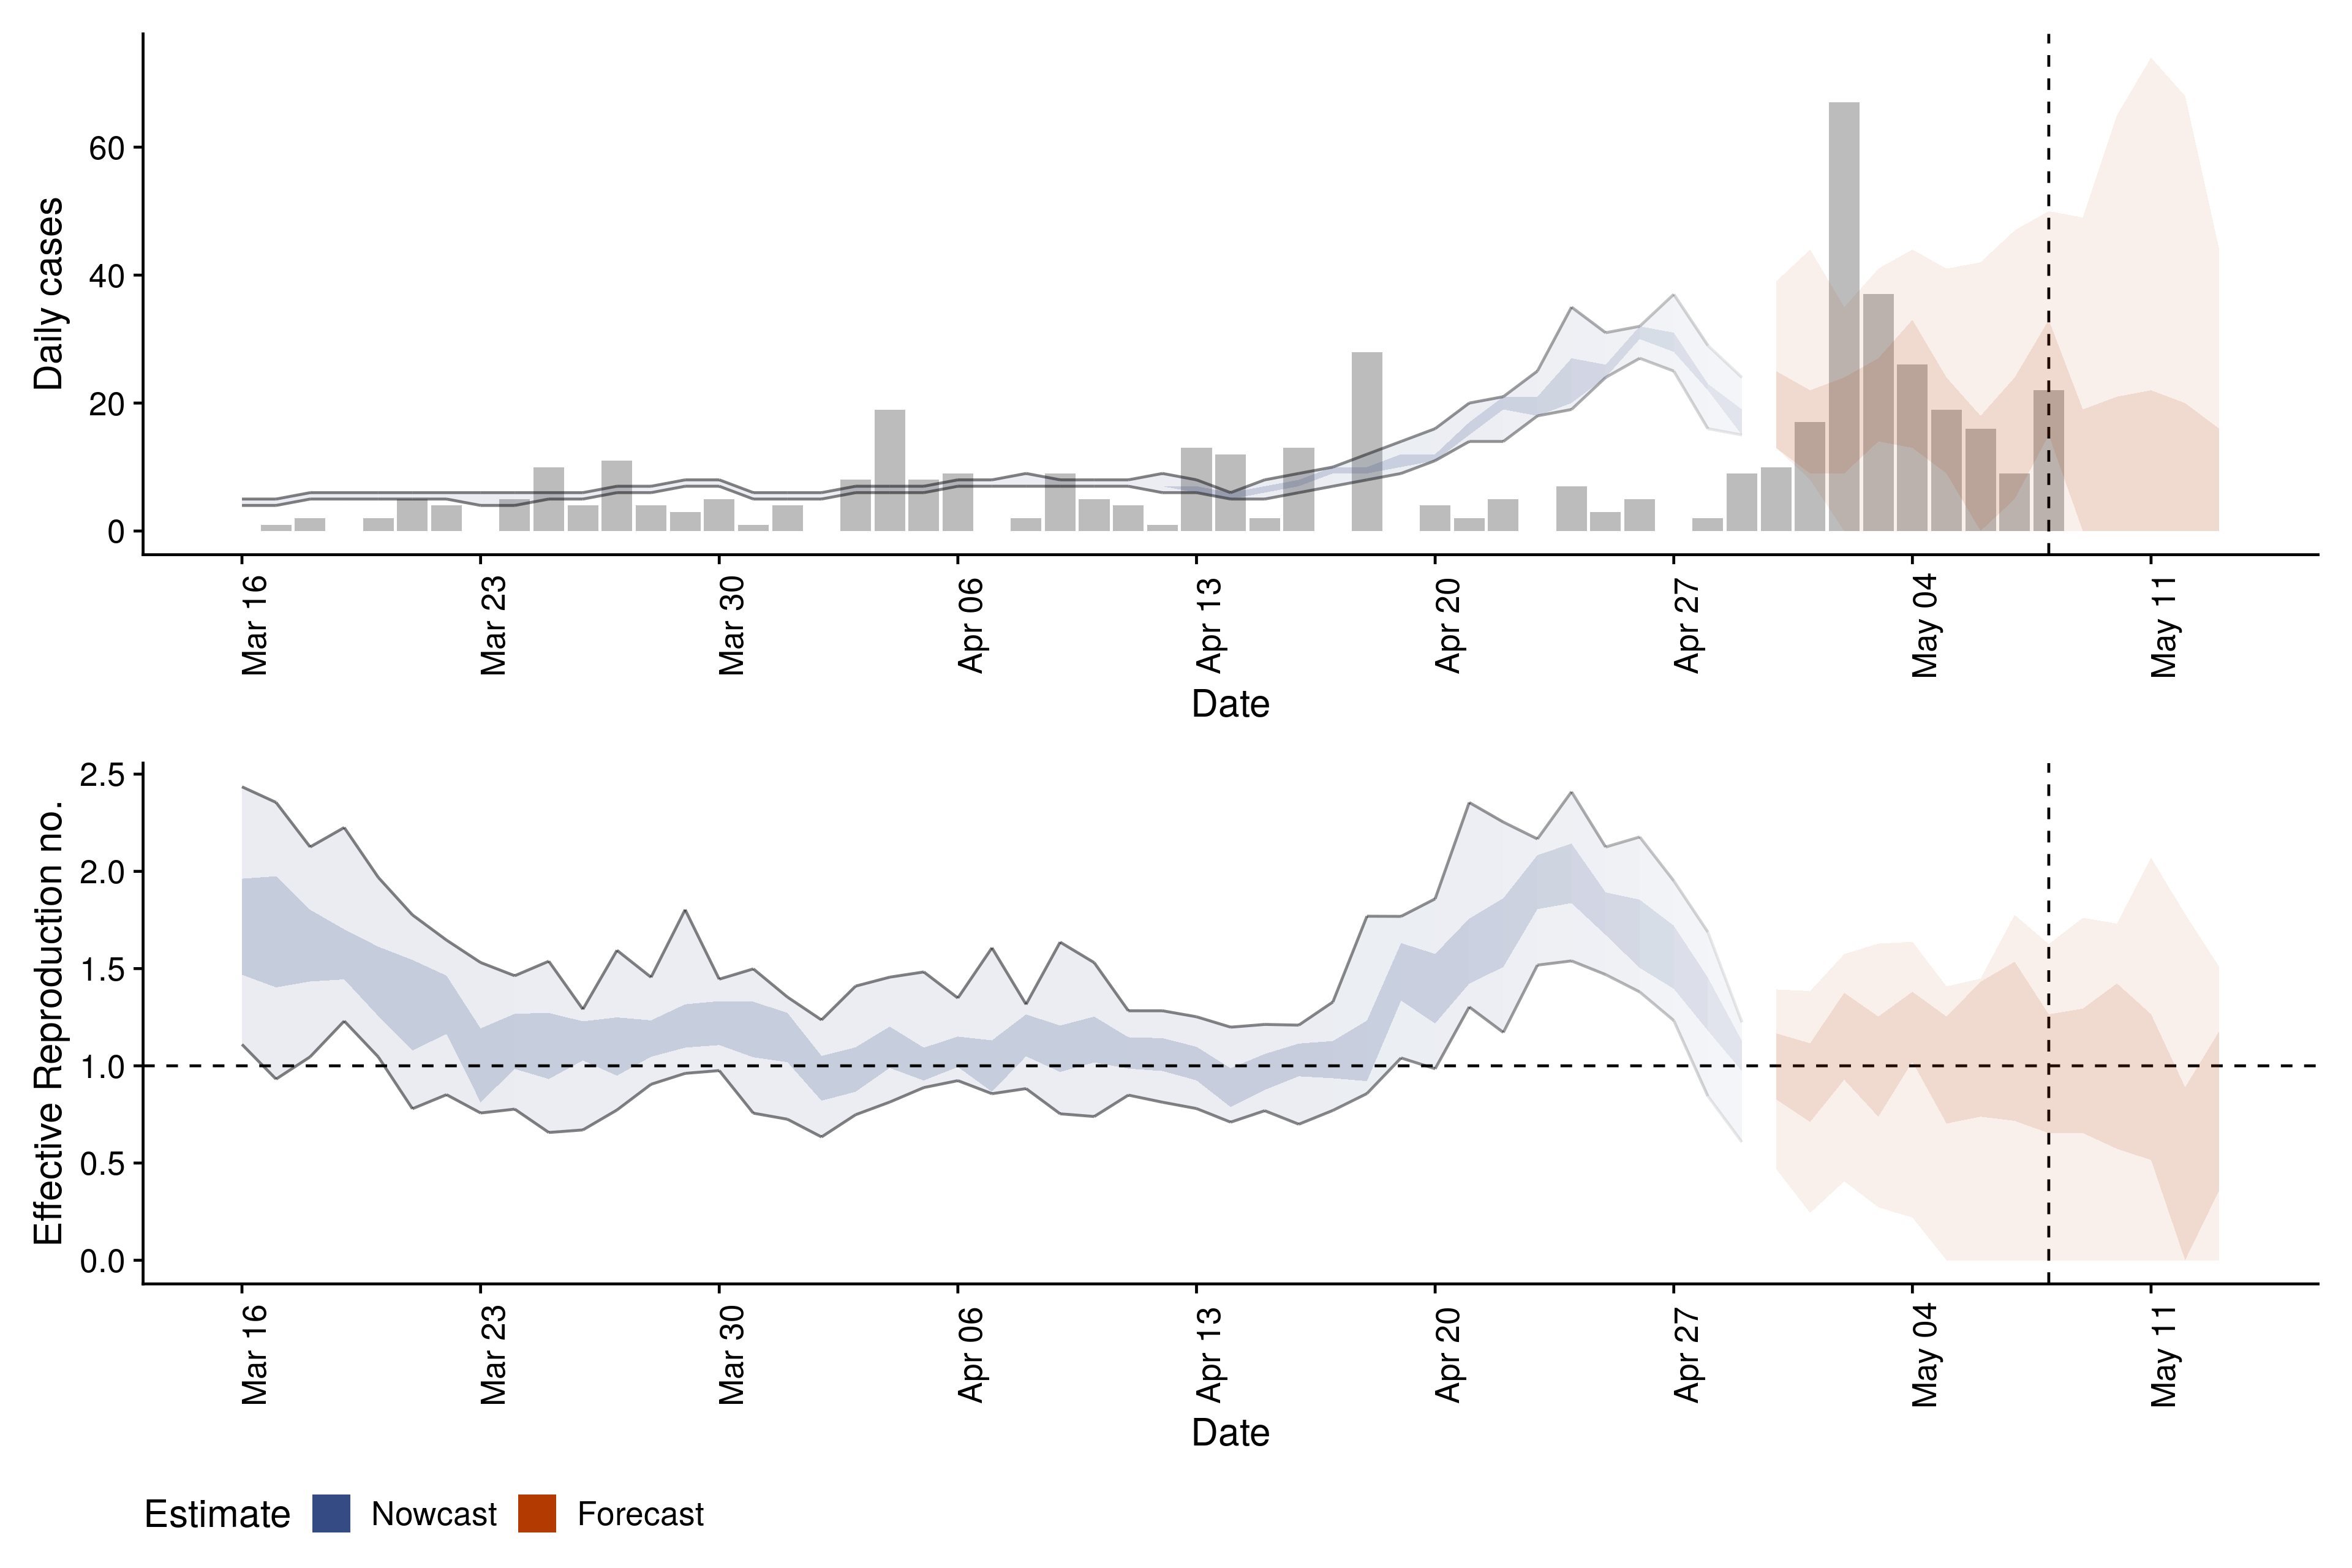 Daily cases
60
40
20
0
Mar 16
Mar 23
Mar 30
Apr 06
Apr 13
Apr 20
Apr 27
May 04
May 11
Date
Effective Reproduction no.
2.5
2.0
1.5
1.0
0.5
0.0
Mar 16
Mar 23
Mar 30
Apr 06
Apr 13
Apr 20
Apr 27
May 04
May 11
Date
Estimate Nowcast Forecast